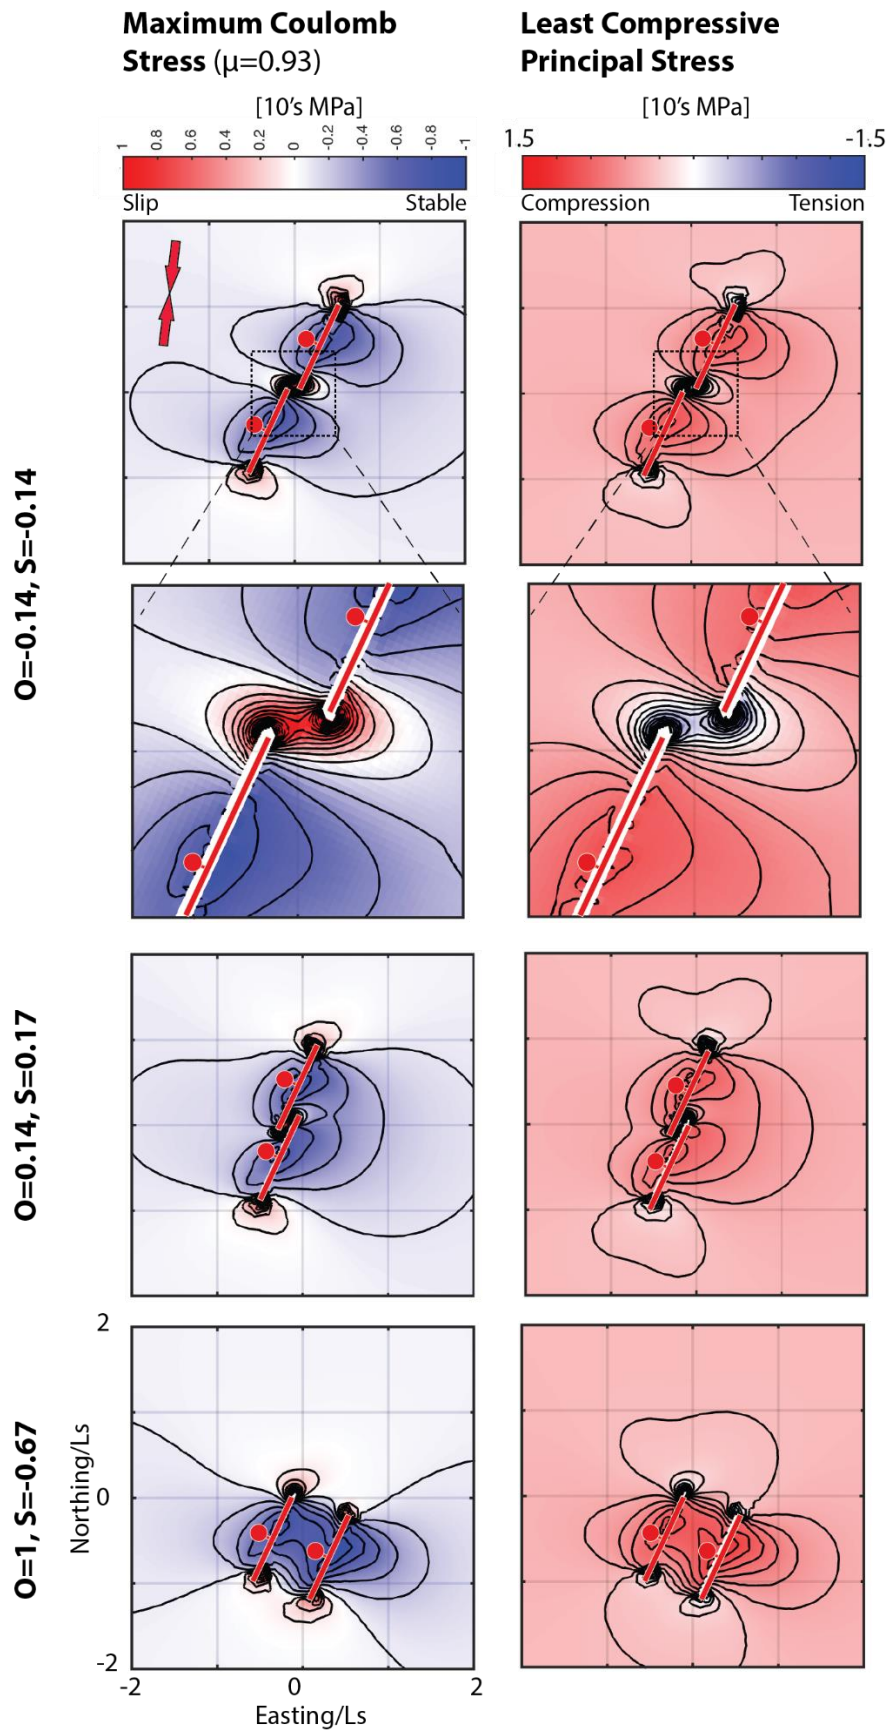 Maximum Coulomb
Stress (μ=0.93)
Least Compressive
Principal Stress
[10's MPa]
[10's MPa]
1 0.8 0.6 0.4 0.2 0 -0.2 -0.4 -0.6 -0.8 -1
1.5 -1.5
Slip Stable
Compression Tension
O=-0.14, S=-0.14
O=0.14, S=0.17
O=1, S=-0.67
2
0
-2
Northing/Ls
-2 0 2
Easting/Ls